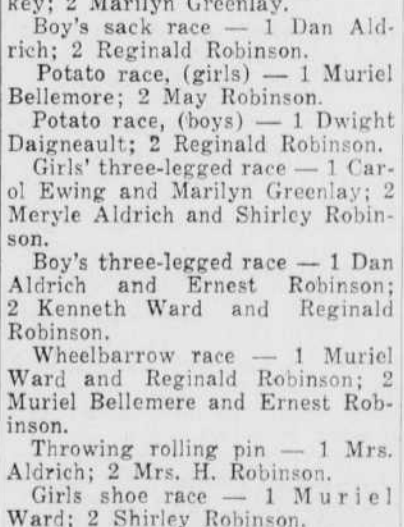 key; 2 Marilyn Greenlay.
Boy's sack race — 1 Dan Ald-
rich; 2 Reginald Robinson.
Potato race, (girls) — 1 Muriel
Bellemore; 2 May Robinson.
Potato race, (boys) — 1 Dwight
Daigneault; 2 Reginald Robinson.
Girls' three-legged race — 1 Car-
ol Ewing and Marilyn Greenlay; 2
Meryle Aldrich and Shirley Robin-
son.
Boy's three-legged race — 1 Dan
Aldrich and Ernest Robinson;
2 Kenneth Ward and Reginald
Robinson.
Wheelbarrow race — 1 Muriel
Ward and Reginald Robinson; 2
Muriel Bellemere and Ernest Rob-
inson.
Throwing rolling pin — 1 Mrs.
Aldrich; 2 Mrs. H. Robinson.
Girls shoe race — 1 Muriel
Ward; 2 Shirley Robinson.